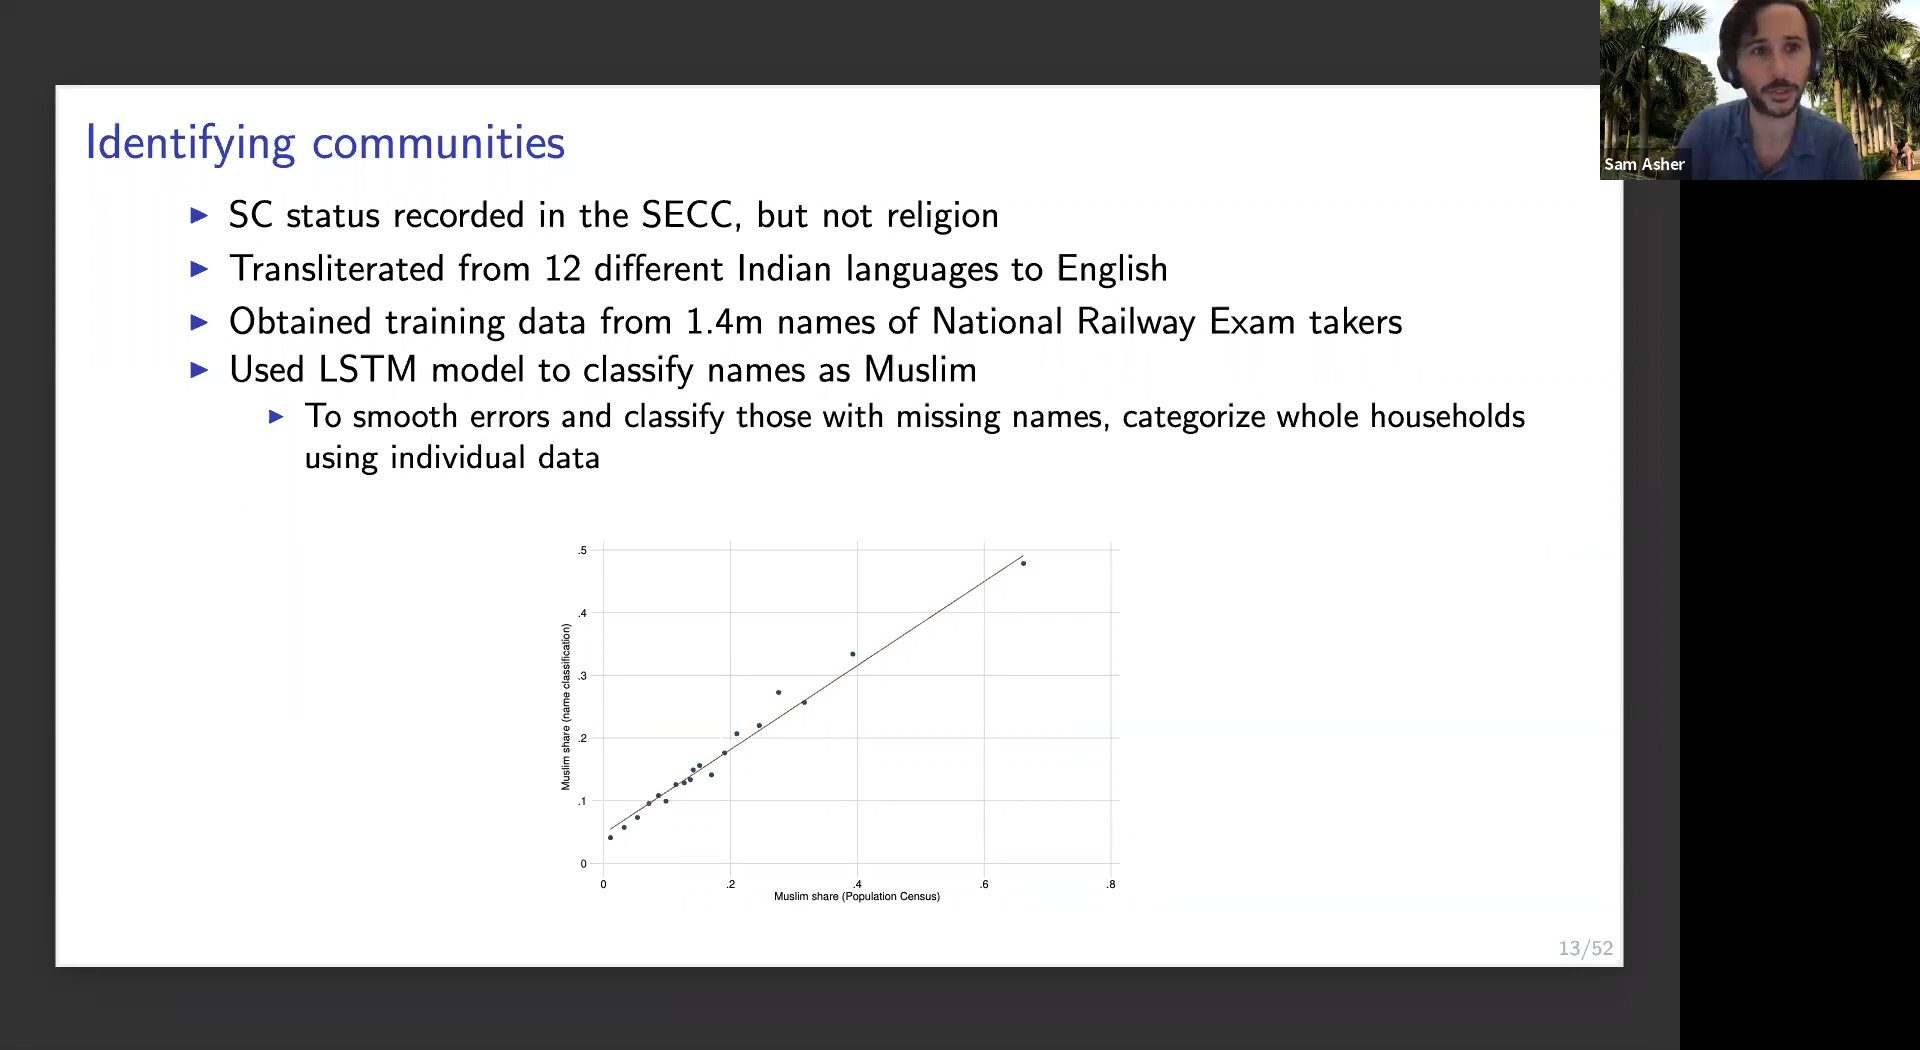 Identifying communities
SC status recorded in the SECC, but not religion
Transliterated from 12 different Indian languages to English
Obtained training data from 1.4m names of National Railway Exam takers
Used LSTM model to classify names as Muslim
To smooth errors and classify those with missing names, categorize whole households
using individual data
Muslim share (name classification)
.5
.4
.3
.2
.1
0
0 .2 .4 .6 .8
Muslim share (Population Census)
13/52
Sam Asher